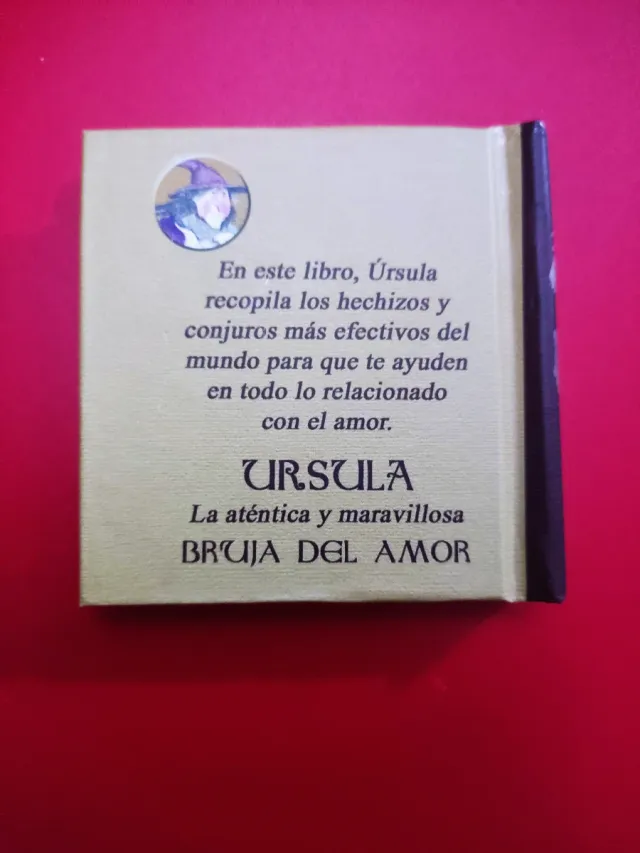 En este libro, Úrsula
recopila los hechizos y
conjuros más efectivos del
mundo para que te ayuden
en todo lo relacionado
con el amor.
URSULA
La aténtica y maravillosa
BRUJA DEL AMOR